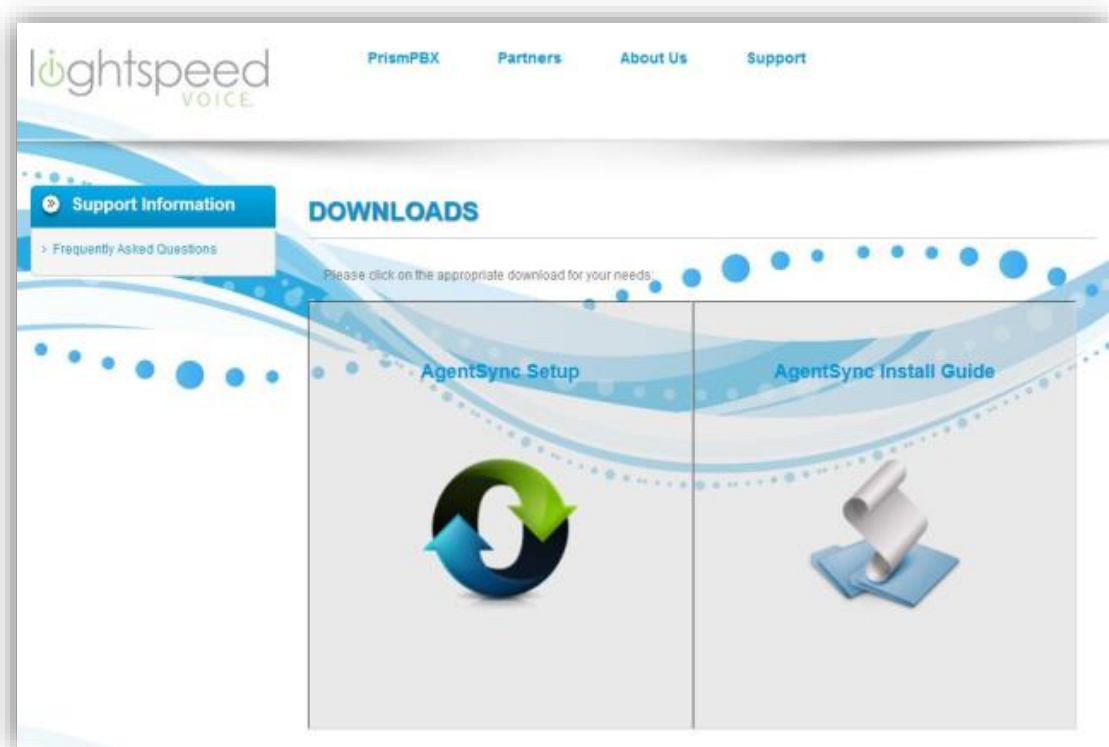 lightspeed
VOICE.
PrismPBX Partners About Us Support
Support Information
> Frequently Asked Questions
DOWNLOADS
Please click on the appropriate download for your needs:
AgentSync Setup
AgentSync Install Guide